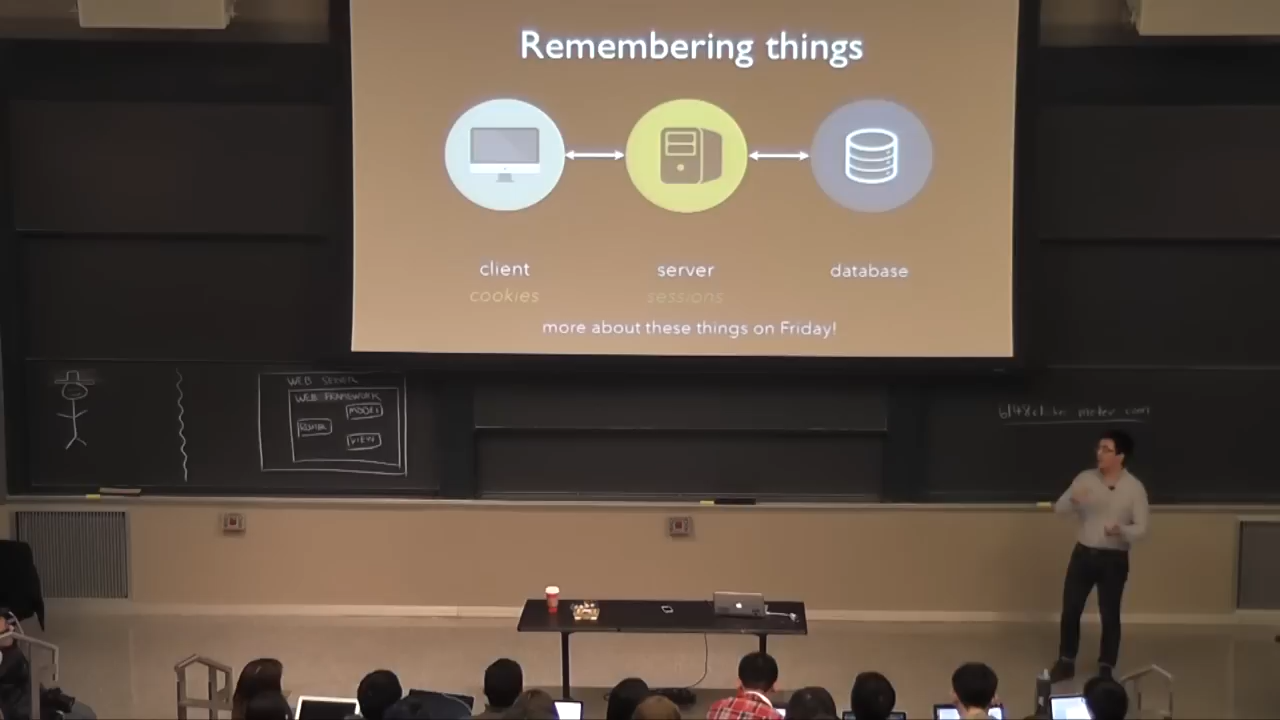 Remembering things
client
server
database
cookies
sessions
more about these things on Friday!
WEB SERVER
WEB FRAMEWORK
MODEL
VIEW